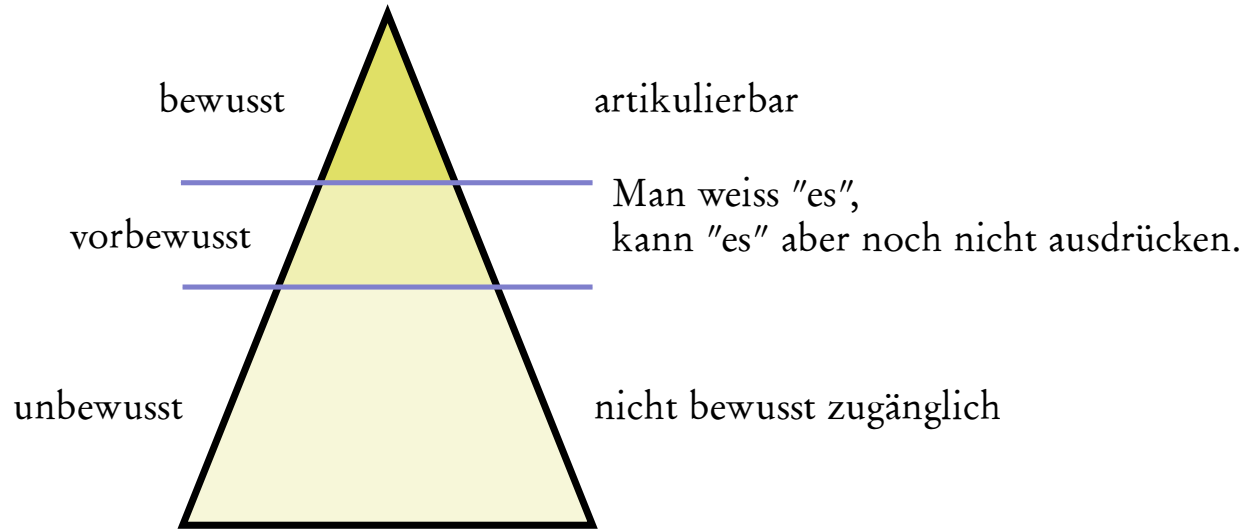 bewusst
artikulierbar
Man weiss "es",
kann "es" aber noch nicht ausdrücken.
vorbewusst
unbewusst
nicht bewusst zugänglich